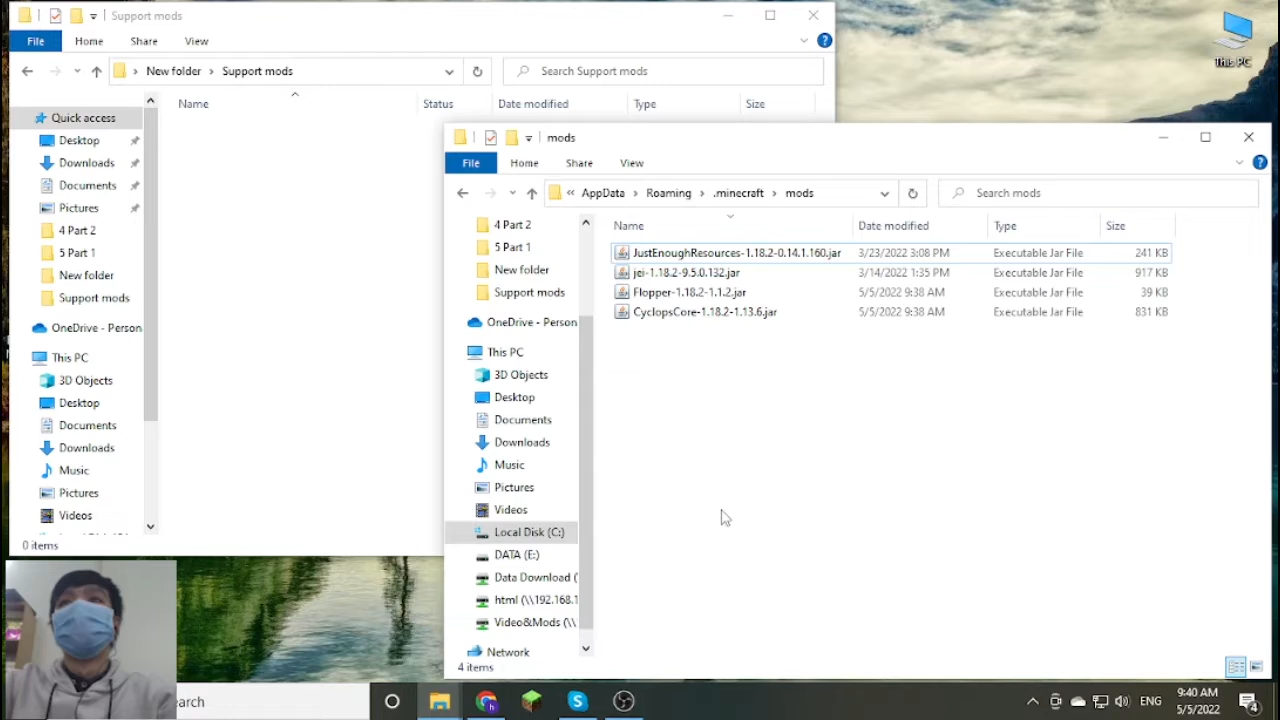 Support mods
File Home Share View
New folder > Support mods
Search Support mods
Name Status Date modified Type Size
Quick access
Desktop
Downloads
Documents
Pictures
4 Part 2
5 Part 1
New folder
Support mods
OneDrive - Person
This PC
3D Objects
Desktop
Documents
Downloads
Music
Pictures
Videos
0 items
mods
File Home Share View
« AppData > Roaming > .minecraft > mods
Search mods
Name Date modified Type Size
JustEnoughResources-1.18.2-0.14.1.160.jar 3/23/2022 3:08 PM Executable Jar File 241 KB
jei-1.18.2-9.5.0.132.jar 3/14/2022 1:35 PM Executable Jar File 917 KB
Flopper-1.18.2-1.1.2.jar 5/5/2022 9:38 AM Executable Jar File 39 KB
CyclopsCore-1.18.2-1.13.6.jar 5/5/2022 9:38 AM Executable Jar File 831 KB
4 Part 2
5 Part 1
New folder
Support mods
OneDrive - Person
This PC
3D Objects
Desktop
Documents
Downloads
Music
Pictures
Videos
Local Disk (C:)
DATA (E:)
Data Download (
html (\\192.168.1
Video&Mods (\\
Network
4 items
This PC
earch
ENG
9:40 AM
5/5/2022
4